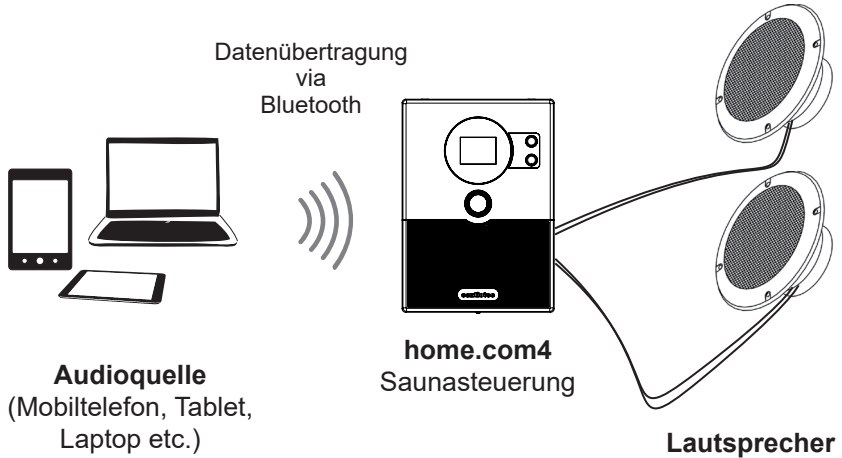 Datenübertragung
via
Bluetooth
Audioquelle
(Mobiltelefon, Tablet,
Laptop etc.)
home.com4
Saunasteuerung
Lautsprecher